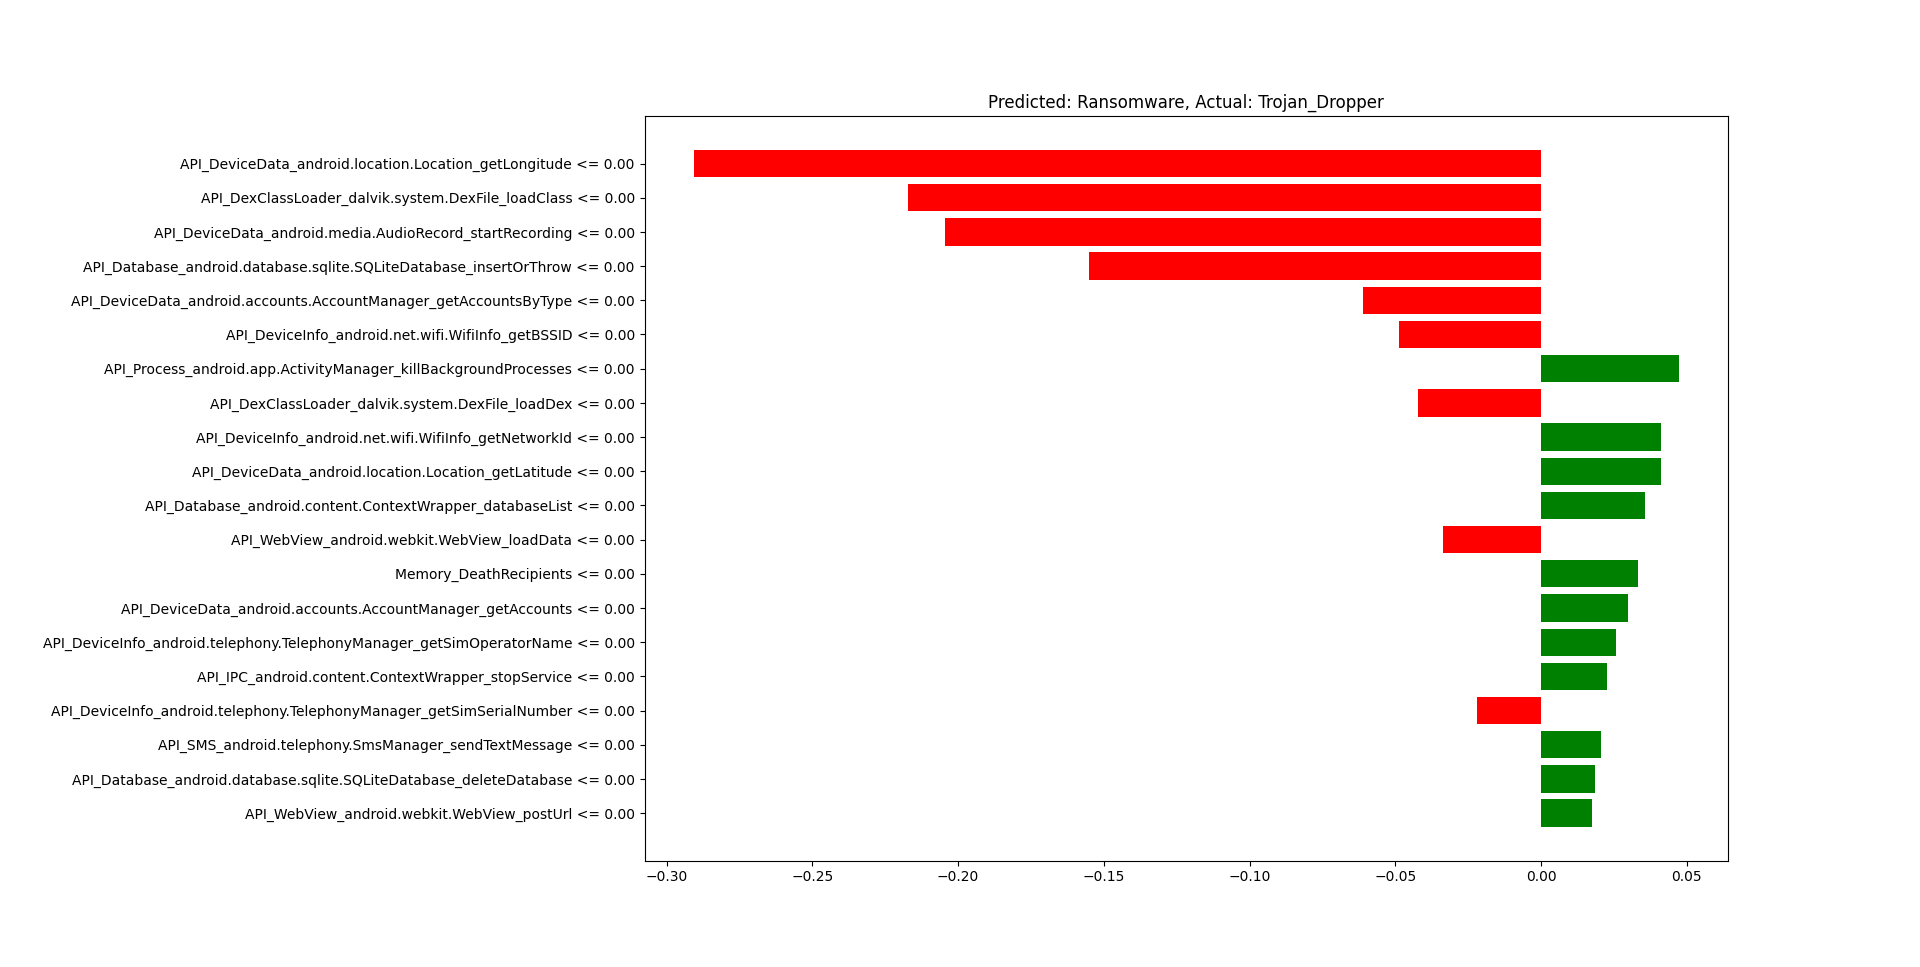 Predicted: Ransomware, Actual: Trojan_Dropper
API_DeviceData_android.location.Location_getLongitude <= 0.00
API_DexClassLoader_dalvik.system.DexFile_loadClass <= 0.00
API_DeviceData_android.media.AudioRecord_startRecording <= 0.00
API_Database_android.database.sqlite.SQLiteDatabase_insertOrThrow <= 0.00
API_DeviceData_android.accounts.AccountManager_getAccountsByType <= 0.00
API_DeviceInfo_android.net.wifi.WifiInfo_getBSSID <= 0.00
API_Process_android.app.ActivityManager_killBackgroundProcesses <= 0.00
API_DexClassLoader_dalvik.system.DexFile_loadDex <= 0.00
API_DeviceInfo_android.net.wifi.WifiInfo_getNetworkId <= 0.00
API_DeviceData_android.location.Location_getLatitude <= 0.00
API_Database_android.content.ContextWrapper_databaseList <= 0.00
API_WebView_android.webkit.WebView_loadData <= 0.00
Memory_DeathRecipients <= 0.00
API_DeviceData_android.accounts.AccountManager_getAccounts <= 0.00
API_DeviceInfo_android.telephony.TelephonyManager_getSimOperatorName <= 0.00
API_IPC_android.content.ContextWrapper_stopService <= 0.00
API_DeviceInfo_android.telephony.TelephonyManager_getSimSerialNumber <= 0.00
API_SMS_android.telephony.SmsManager_sendTextMessage <= 0.00
API_Database_android.database.sqlite.SQLiteDatabase_deleteDatabase <= 0.00
API_WebView_android.webkit.WebView_postUrl <= 0.00
−0.30 −0.25 −0.20 −0.15 −0.10 −0.05 0.00 0.05